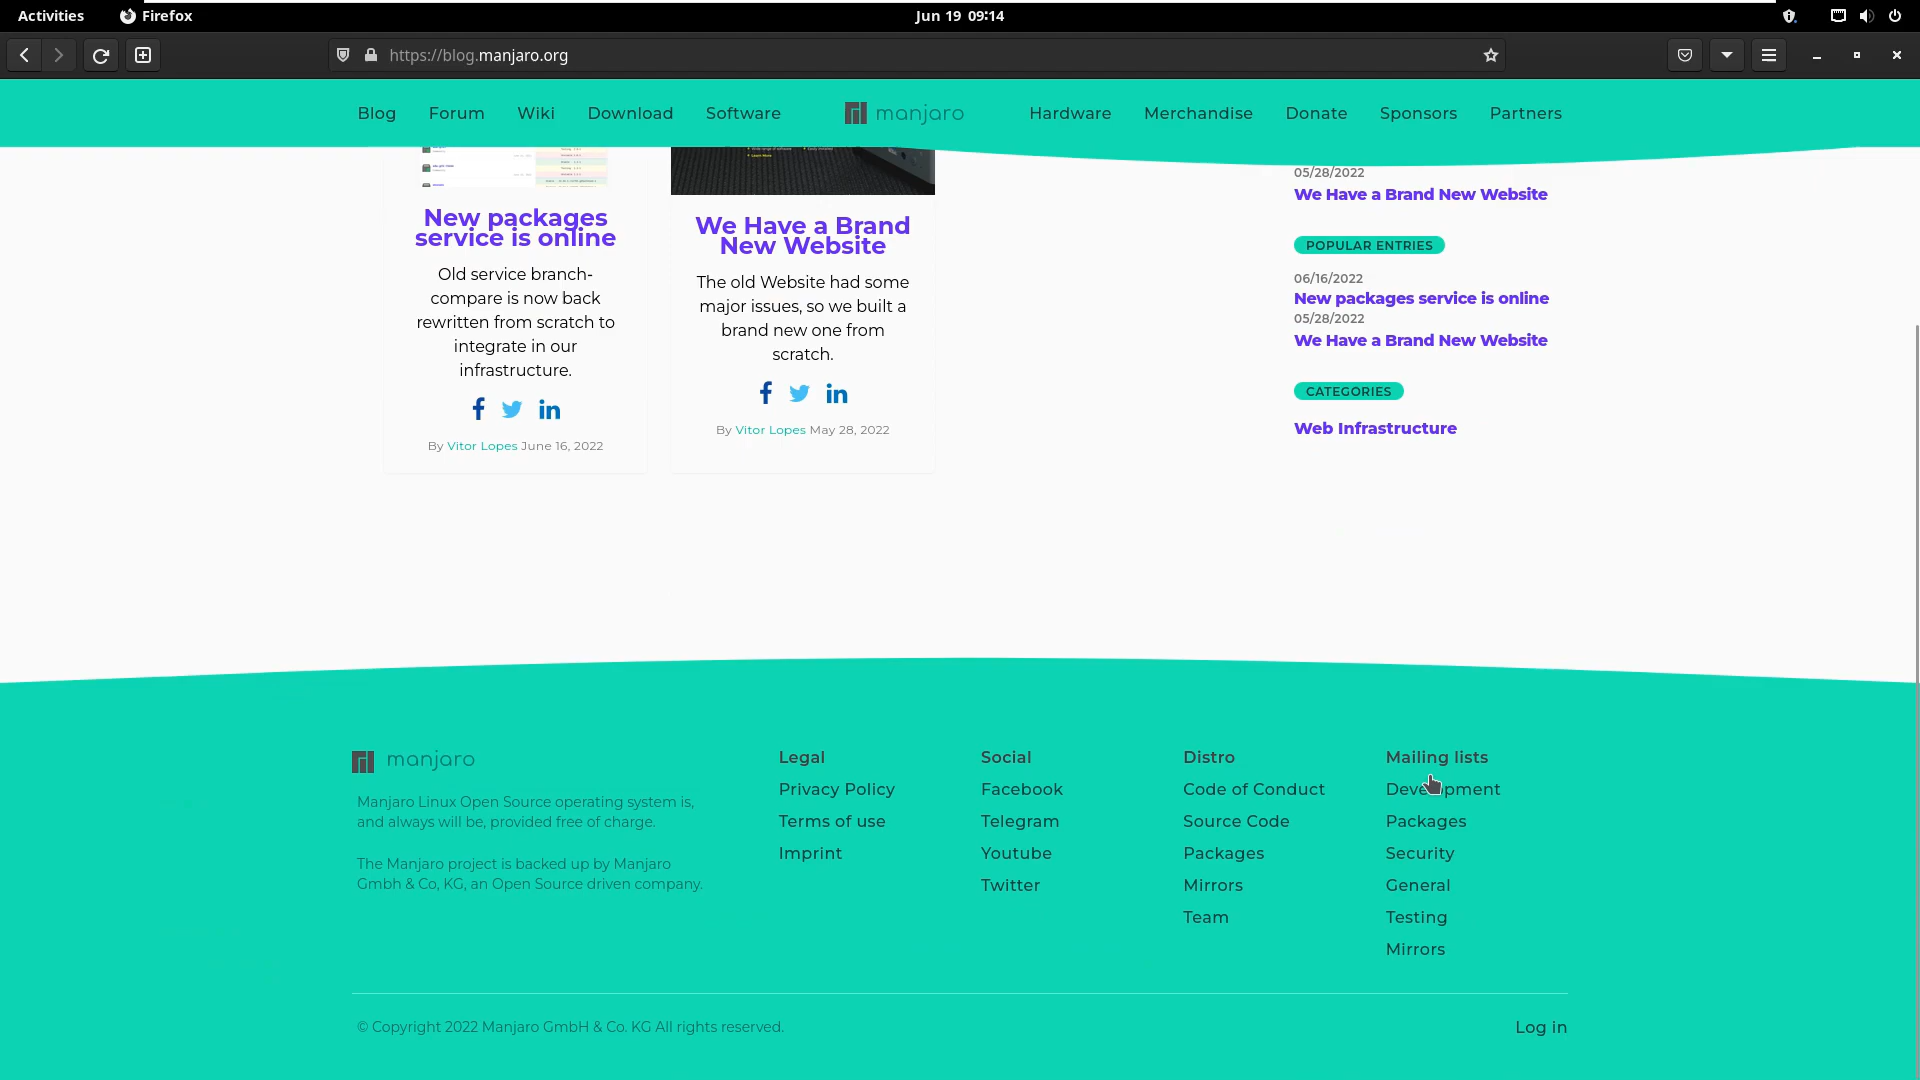 Activities Firefox Jun 19 09:14
https://blog.manjaro.org
Blog Forum Wiki Download Software manjaro Hardware Merchandise Donate Sponsors Partners
New packages
service is online
Old service branch-
compare is now back
rewritten from scratch to
integrate in our
infrastructure.
By Vitor Lopes June 16, 2022
We Have a Brand
New Website
The old Website had some
major issues, so we built a
brand new one from
scratch.
By Vitor Lopes May 28, 2022
05/28/2022
We Have a Brand New Website
POPULAR ENTRIES
06/16/2022
New packages service is online
05/28/2022
We Have a Brand New Website
CATEGORIES
Web Infrastructure
manjaro
Manjaro Linux Open Source operating system is,
and always will be, provided free of charge.
The Manjaro project is backed up by Manjaro
Gmbh & Co, KG, an Open Source driven company.
Legal
Privacy Policy
Terms of use
Imprint
Social
Facebook
Telegram
Youtube
Twitter
Distro
Code of Conduct
Source Code
Packages
Mirrors
Team
Mailing lists
Development
Packages
Security
General
Testing
Mirrors
© Copyright 2022 Manjaro GmbH & Co. KG All rights reserved.
Log in